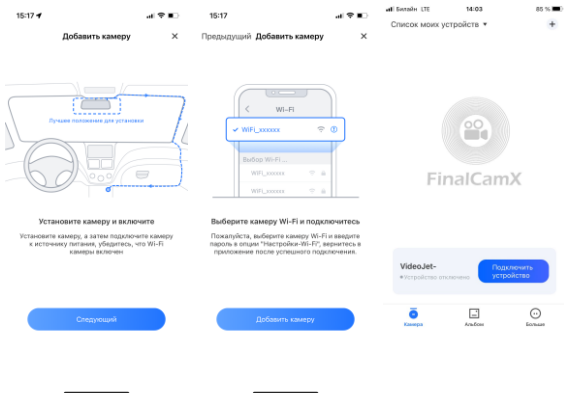 15:17
Добавить камеру
Лучшее положение для установки
Установите камеру и включите
Установите камеру, а затем подключите камеру
к источнику питания, убедитесь, что Wi-Fi
камеры включен
Следующий
15:17
Предыдущий Добавить камеру
Wi-Fi
WiFi_xxxxxx
Выбор Wi-Fi...
WiFi_xxxxxx
WiFi_xxxxxx
Выберите камеру Wi-Fi и подключитесь
Пожалуйста, выберите камеру Wi-Fi и введите
пароль в опции "Настройки-Wi-Fi", вернитесь в
приложение после успешного подключения.
Добавить камеру
Билайн LTE 14:03 85 %
Список моих устройств
FinalCamX
VideoJet-
Устройство отключено
Подключить
устройство
Камера Альбом Больше